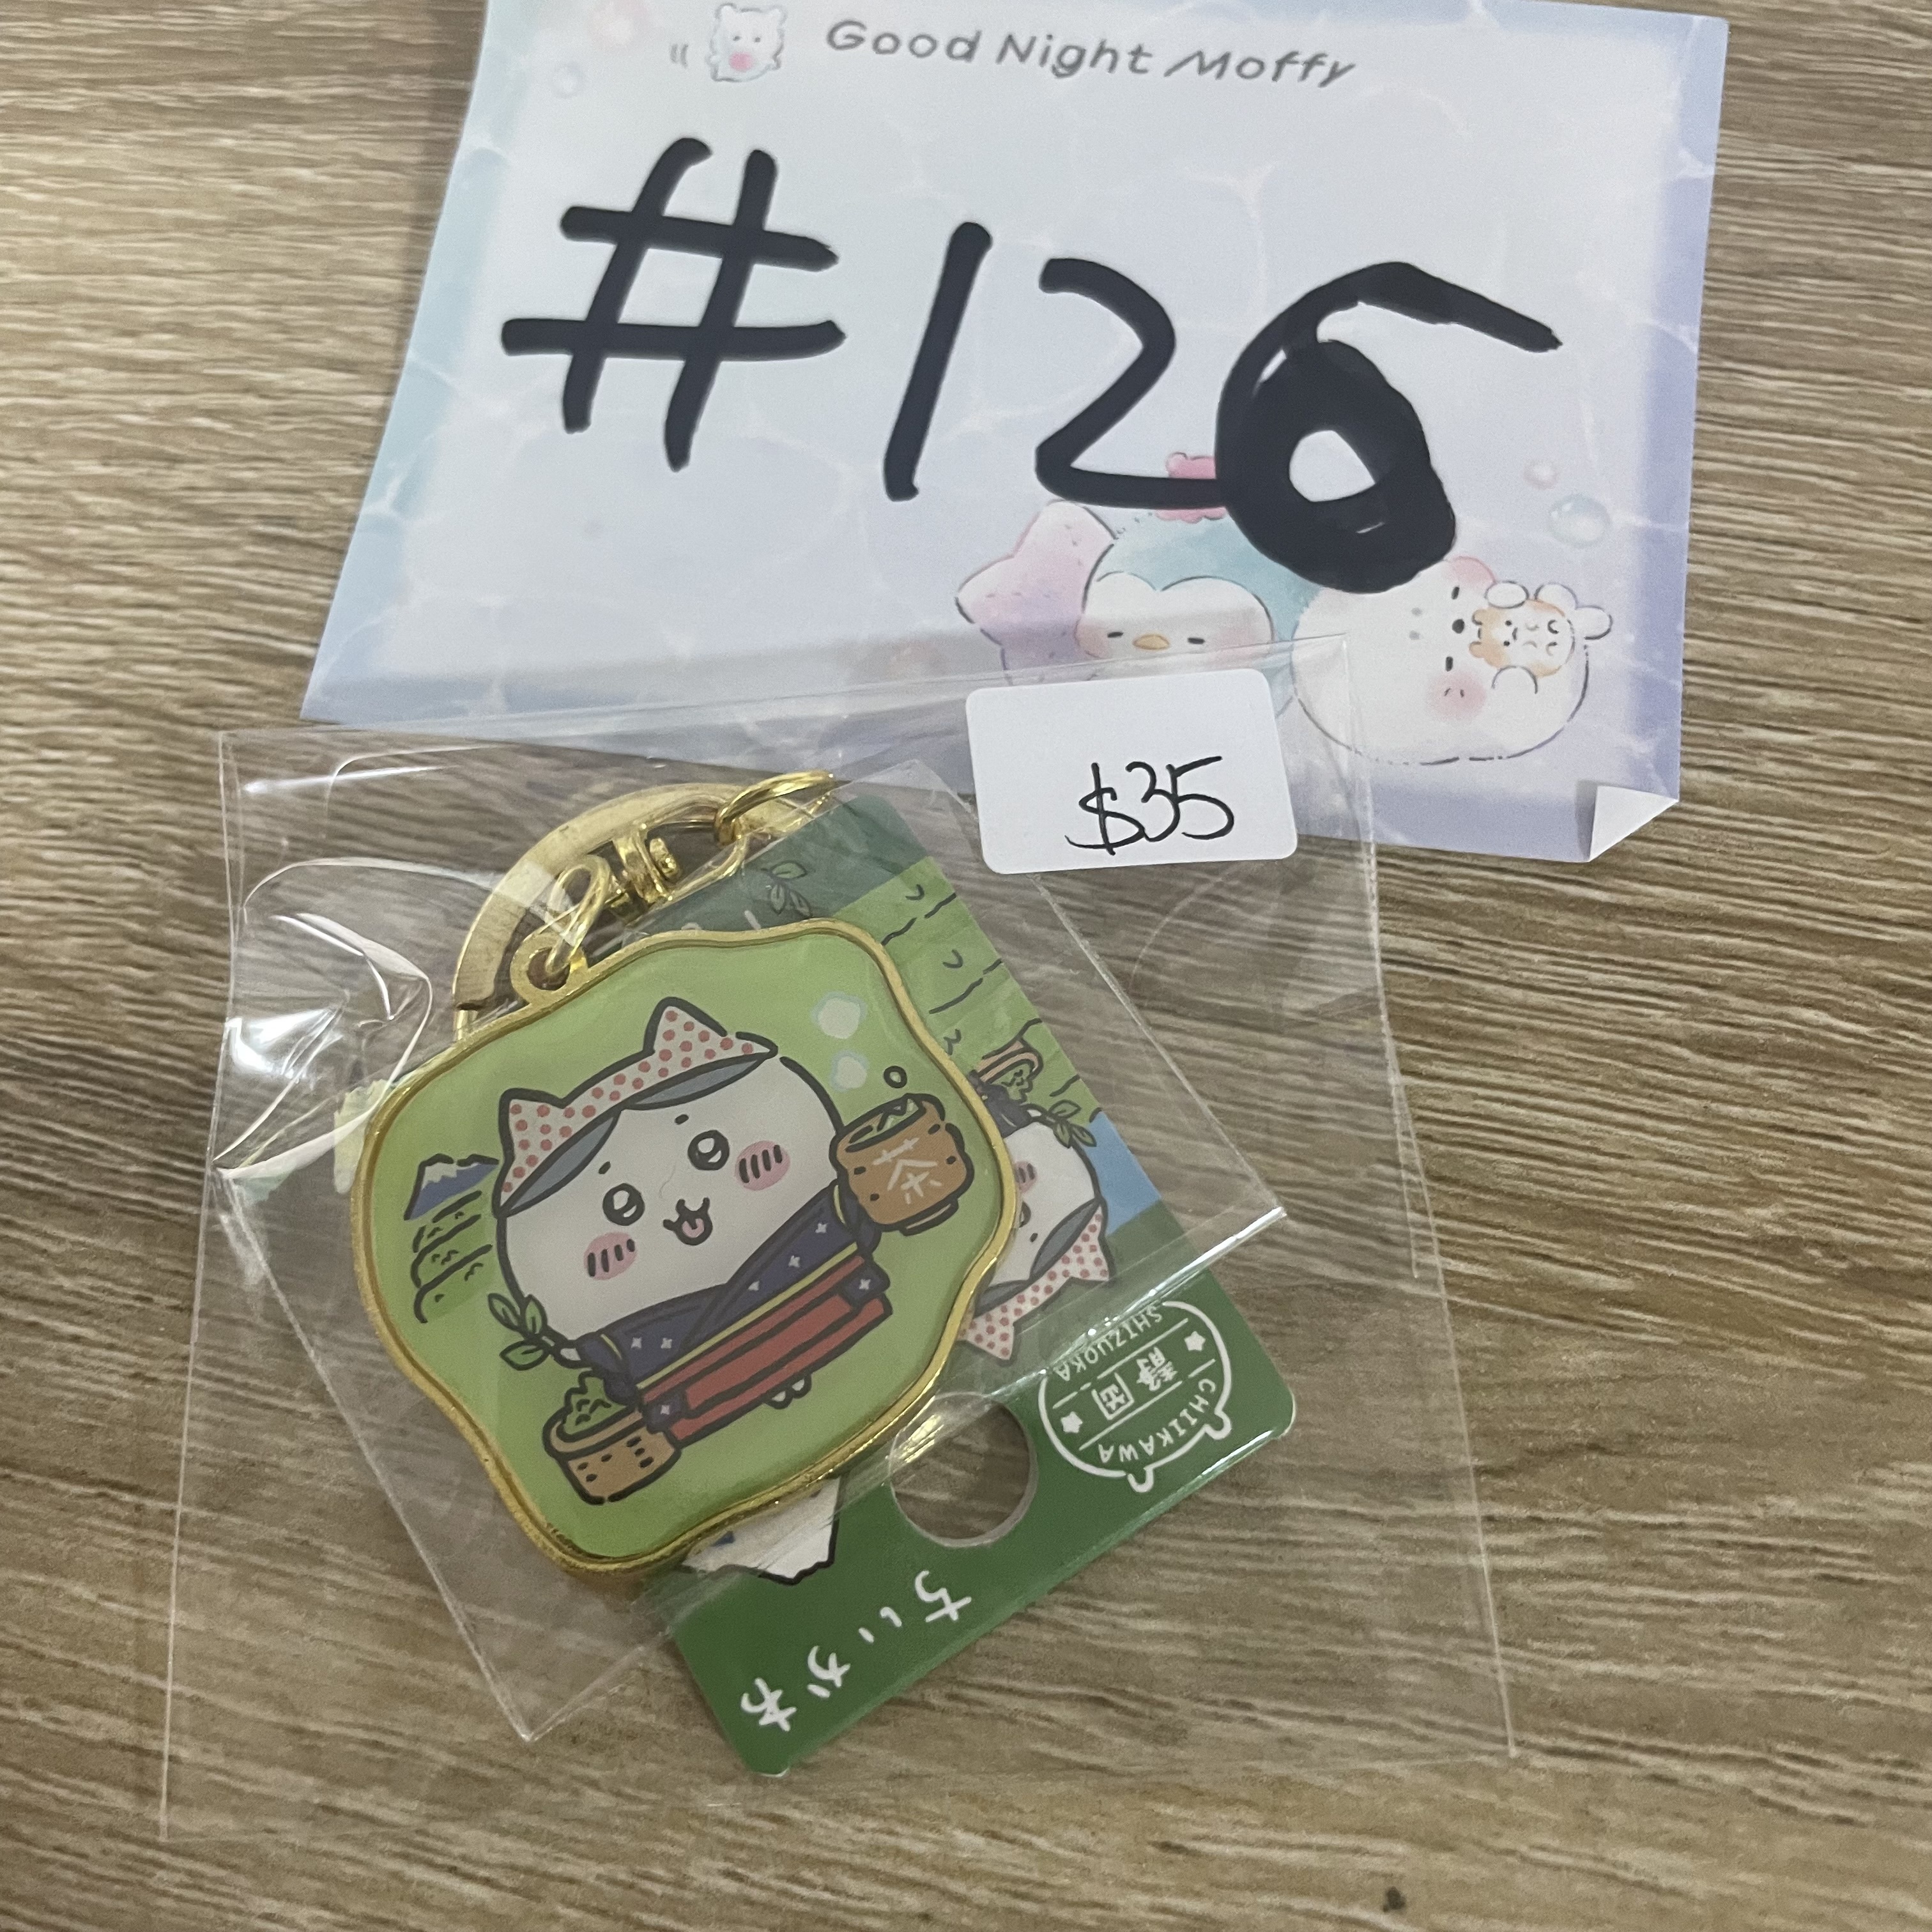 Good Night Moffy
#126
$35
茶
CHIIKAWA
静岡
SHIZUOKA
ちいかわ